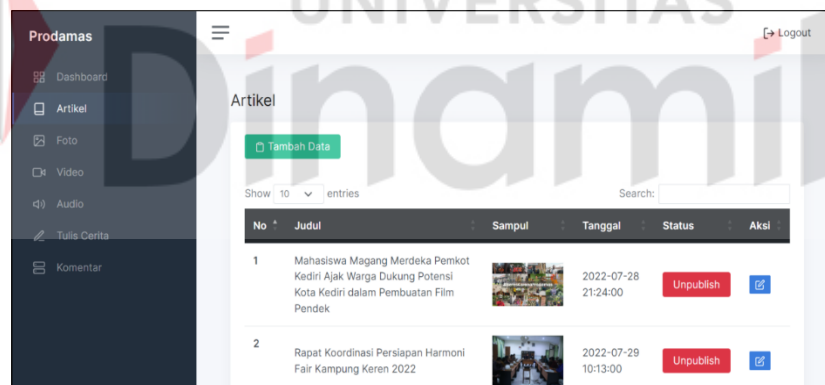 UNIVERSITAS
Dinamik
Prodamas
Logout
Dashboard
Artikel
Foto
Video
Audio
Tulis Cerita
Komentar
Artikel
Tambah Data
Show 10 entries
Search:
No Judul Sampul Tanggal Status Aksi
1 Mahasiswa Magang Merdeka Pemkot
Kediri Ajak Warga Dukung Potensi
Kota Kediri dalam Pembuatan Film
Pendek
2022-07-28
21:24:00
Unpublish
2 Rapat Koordinasi Persiapan Harmoni
Fair Kampung Keren 2022
2022-07-29
10:13:00
Unpublish